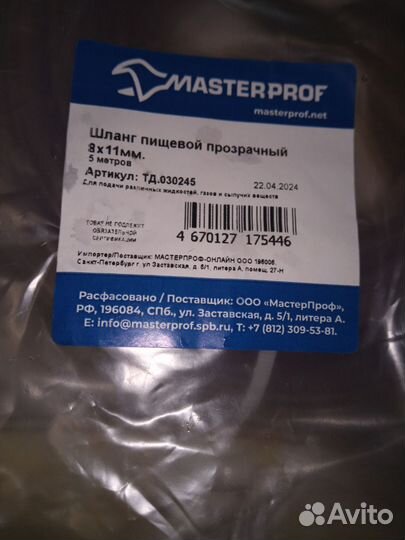 MASTERPROF
masterprof.net
Шланг пищевой прозрачный
8х11мм.
5 метров
Артикул: ТД.030245
22.04.2024
Для подачи различных жидкостей, газов и сыпучих веществ
ТОВАР НЕ ПОДЛЕЖИТ
ОБЯЗАТЕЛЬНОЙ
СЕРТИФИКАЦИИ
4 670127 175446
Импортер/Поставщик: МАСТЕРПРОФ-ОНЛАЙН ООО 196006,
Санкт-Петербург г, ул Заставская, д. 5/1, литера А, помещ. 27-Н
Расфасовано / Поставщик: ООО «МастерПроф»,
РФ, 196084, СПб., ул. Заставская, д. 5/1, литера А.
E: info@masterprof.spb.ru, T: +7 (812) 309-53-81.
Avito